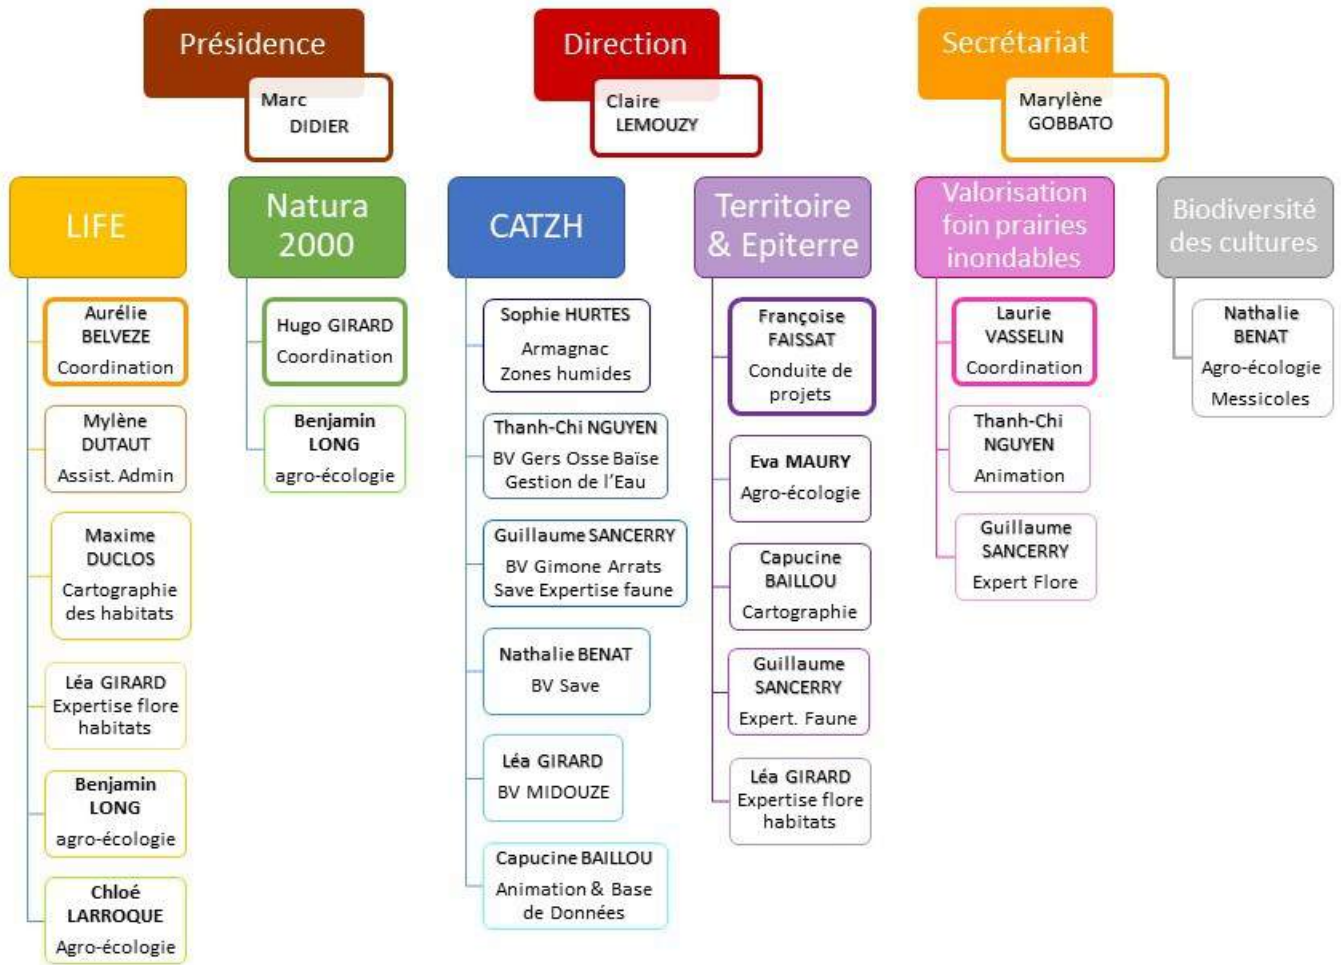 Présidence
Marc
DIDIER
Direction
Claire
LEMOUZY
Secrétariat
Marylène
GOBBATO
LIFE
Aurélie
BELVEZE
Coordination
Mylène
DUTAUT
Assist. Admin
Maxime
DUCLOS
Cartographie
des habitats
Léa GIRARD
Expertise flore
habitats
Benjamin
LONG
agro-écologie
Chloé
LARROQUE
Agro-écologie
Natura
2000
Hugo GIRARD
Coordination
Benjamin
LONG
agro-écologie
CATZH
Sophie HURTES
Armagnac
Zones humides
Thanh-Chi NGUYEN
BV Gers Osse Baïse
Gestion de l'Eau
Guillaume SANCERRY
BV Gimone Arrats
Save Expertise faune
Nathalie BENAT
BV Save
Léa GIRARD
BV MIDOUZE
Capucine BAILLOU
Animation & Base
de Données
Territoire
& Epiterre
Françoise
FAISSAT
Conduite de
projets
Eva MAURY
Agro-écologie
Capucine
BAILLOU
Cartographie
Guillaume
SANCERRY
Expert. Faune
Léa GIRARD
Expertise flore
habitats
Valorisation
foin prairies
inondables
Laurie
VASSELIN
Coordination
Thanh-Chi
NGUYEN
Animation
Guillaume
SANCERRY
Expert Flore
Biodiversité
des cultures
Nathalie
BENAT
Agro-écologie
Messicoles